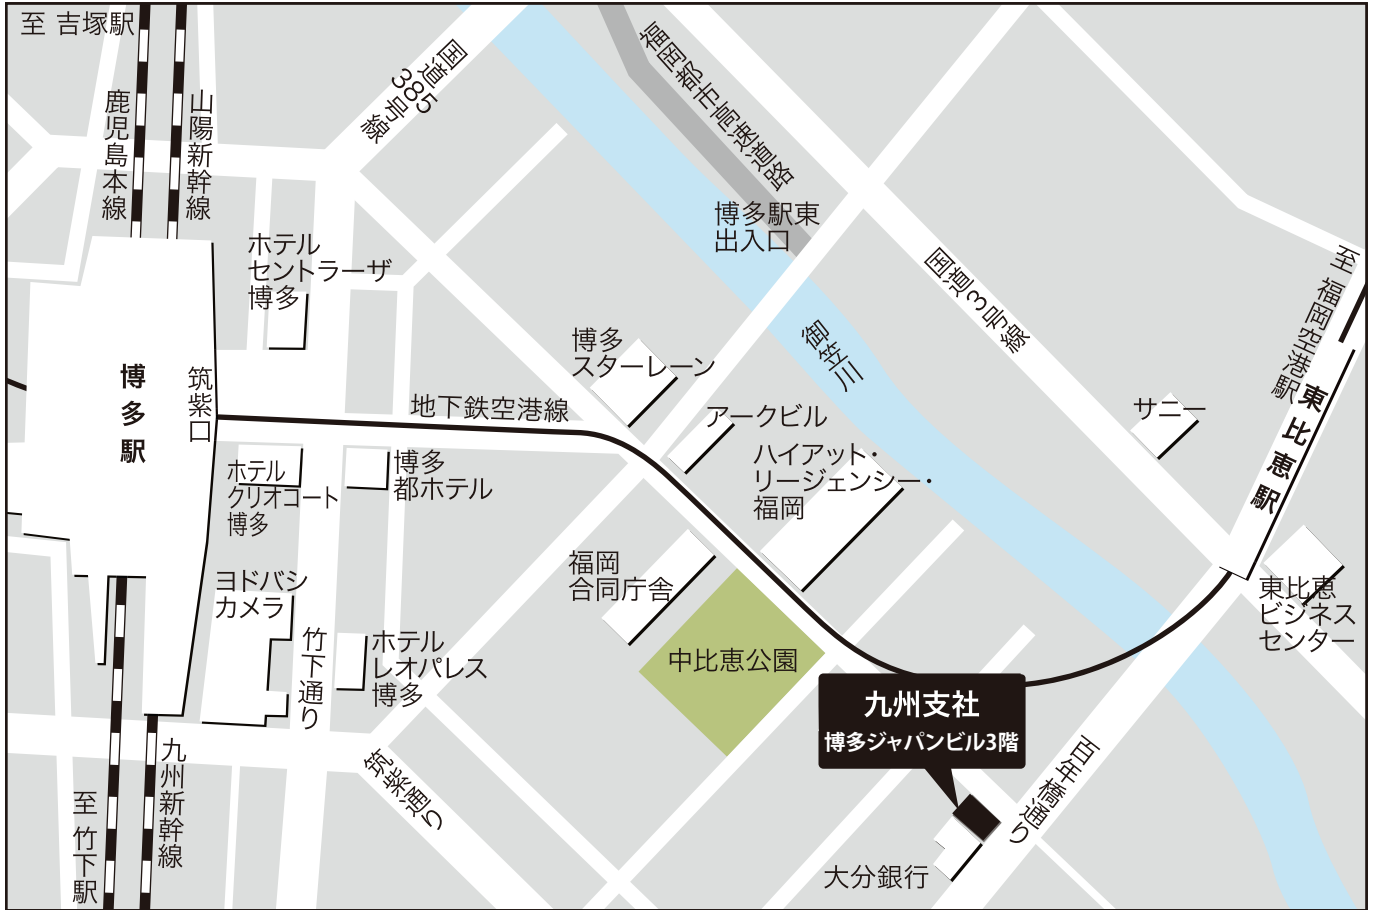 至 吉塚駅
鹿児島本線
山陽新幹線
国道
385
号線
福岡都市高速道路
博多駅東
出入口
ホテル
セントラーザ
博多
国道3号線
至 福岡空港駅
御笠川
博多
スターレーン
博多駅
筑紫口
地下鉄空港線
アークビル
サニー
東比恵駅
ハイアット・
リージェンシー・
福岡
ホテル
クリオコート
博多
博多
都ホテル
福岡
合同庁舎
ヨドバシ
カメラ
東比恵
ビジネス
センター
竹下通り
ホテル
レオパレス
博多
中比恵公園
九州支社
博多ジャパンビル3階
九州新幹線
至 竹下駅
筑紫通り
百年橋通り
大分銀行